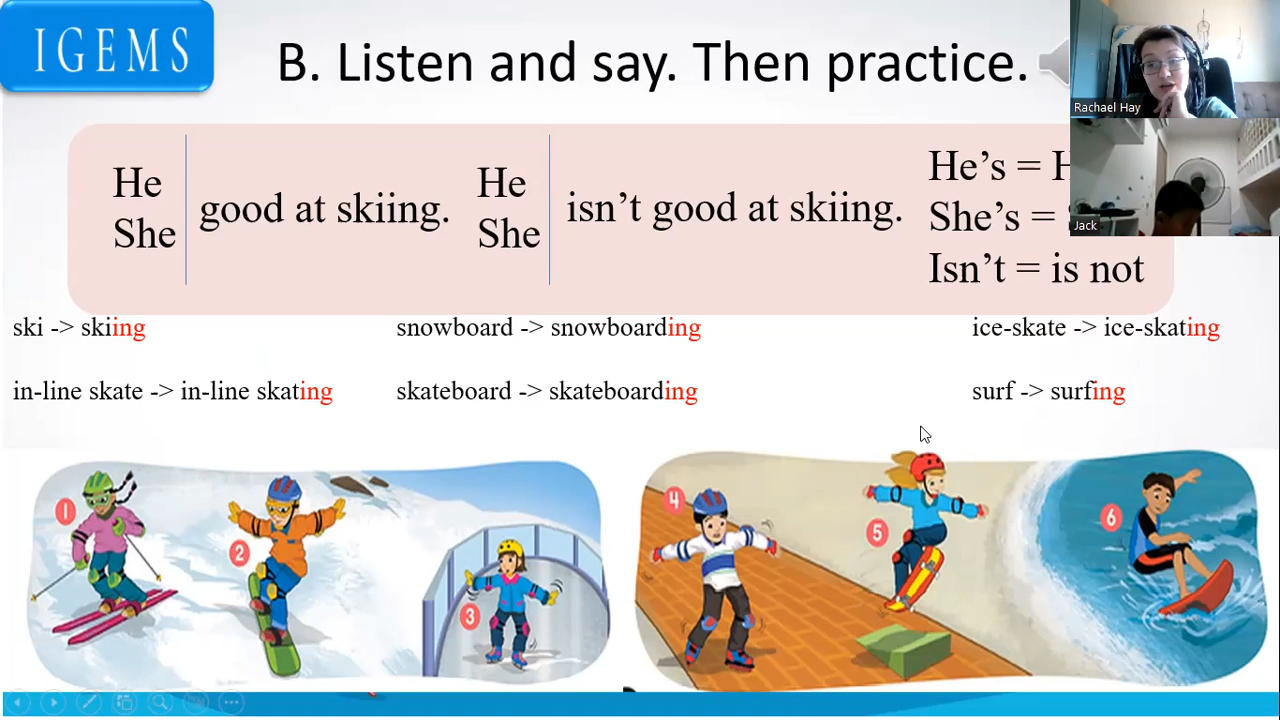 IGEMS
B. Listen and say. Then practice.
Rachael Hay
Jack
He
She
good at skiing.
He
She
isn't good at skiing.
He's = H
She's =
Isn't = is not
ski -> skiing
snowboard -> snowboarding
ice-skate -> ice-skating
in-line skate -> in-line skating
skateboard -> skateboarding
surf -> surfing
1
2
3
4
5
6